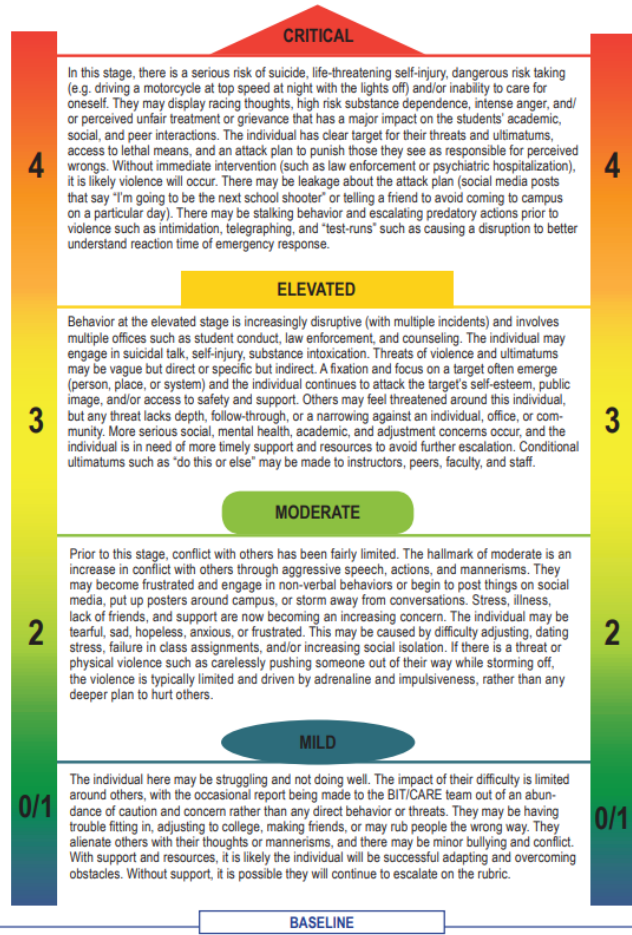 CRITICAL
In this stage, there is a serious risk of suicide, life-threatening self-injury, dangerous risk taking
(e.g. driving a motorcycle at top speed at night with the lights off) and/or inability to care for
oneself. They may display racing thoughts, high risk substance dependence, intense anger, and/
or perceived unfair treatment or grievance that has a major impact on the students' academic,
social, and peer interactions. The individual has clear target for their threats and ultimatums,
access to lethal means, and an attack plan to punish those they see as responsible for perceived
wrongs. Without immediate intervention (such as law enforcement or psychiatric hospitalization),
it is likely violence will occur. There may be leakage about the attack plan (social media posts
that say “I'm going to be the next school shooter” or telling a friend to avoid coming to campus
on a particular day). There may be stalking behavior and escalating predatory actions prior to
violence such as intimidation, telegraphing, and “test-runs” such as causing a disruption to better
understand reaction time of emergency response.
4
4
ELEVATED
Behavior at the elevated stage is increasingly disruptive (with multiple incidents) and involves
multiple offices such as student conduct, law enforcement, and counseling. The individual may
engage in suicidal talk, self-injury, substance intoxication. Threats of violence and ultimatums
may be vague but direct or specific but indirect. A fixation and focus on a target often emerge
(person, place, or system) and the individual continues to attack the target's self-esteem, public
image, and/or access to safety and support. Others may feel threatened around this individual,
but any threat lacks depth, follow-through, or a narrowing against an individual, office, or com-
munity. More serious social, mental health, academic, and adjustment concerns occur, and the
individual is in need of more timely support and resources to avoid further escalation. Conditional
ultimatums such as “do this or else” may be made to instructors, peers, faculty, and staff.
3
3
MODERATE
Prior to this stage, conflict with others has been fairly limited. The hallmark of moderate is an
increase in conflict with others through aggressive speech, actions, and mannerisms. They
may become frustrated and engage in non-verbal behaviors or begin to post things on social
media, put up posters around campus, or storm away from conversations. Stress, illness,
lack of friends, and support are now becoming an increasing concern. The individual may be
tearful, sad, hopeless, anxious, or frustrated. This may be caused by difficulty adjusting, dating
stress, failure in class assignments, and/or increasing social isolation. If there is a threat or
physical violence such as carelessly pushing someone out of their way while storming off,
the violence is typically limited and driven by adrenaline and impulsiveness, rather than any
deeper plan to hurt others.
2
2
MILD
The individual here may be struggling and not doing well. The impact of their difficulty is limited
around others, with the occasional report being made to the BIT/CARE team out of an abun-
dance of caution and concern rather than any direct behavior or threats. They may be having
trouble fitting in, adjusting to college, making friends, or may rub people the wrong way. They
alienate others with their thoughts or mannerisms, and there may be minor bullying and conflict.
With support and resources, it is likely the individual will be successful adapting and overcoming
obstacles. Without support, it is possible they will continue to escalate on the rubric.
0/1
0/1
BASELINE